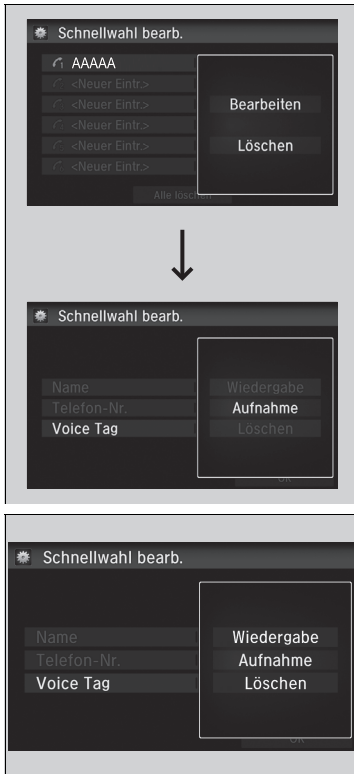 Schnellwahl bearb.
AAAAA
<Neuer Eintr.>
<Neuer Eintr.>
<Neuer Eintr.>
<Neuer Eintr.>
<Neuer Eintr.>
Bearbeiten
Löschen
Alle löschen
Schnellwahl bearb.
Name
Telefon-Nr.
Voice Tag
Wiedergabe
Aufnahme
Löschen
OK
Schnellwahl bearb.
Name
Telefon-Nr.
Voice Tag
Wiedergabe
Aufnahme
Löschen
OK